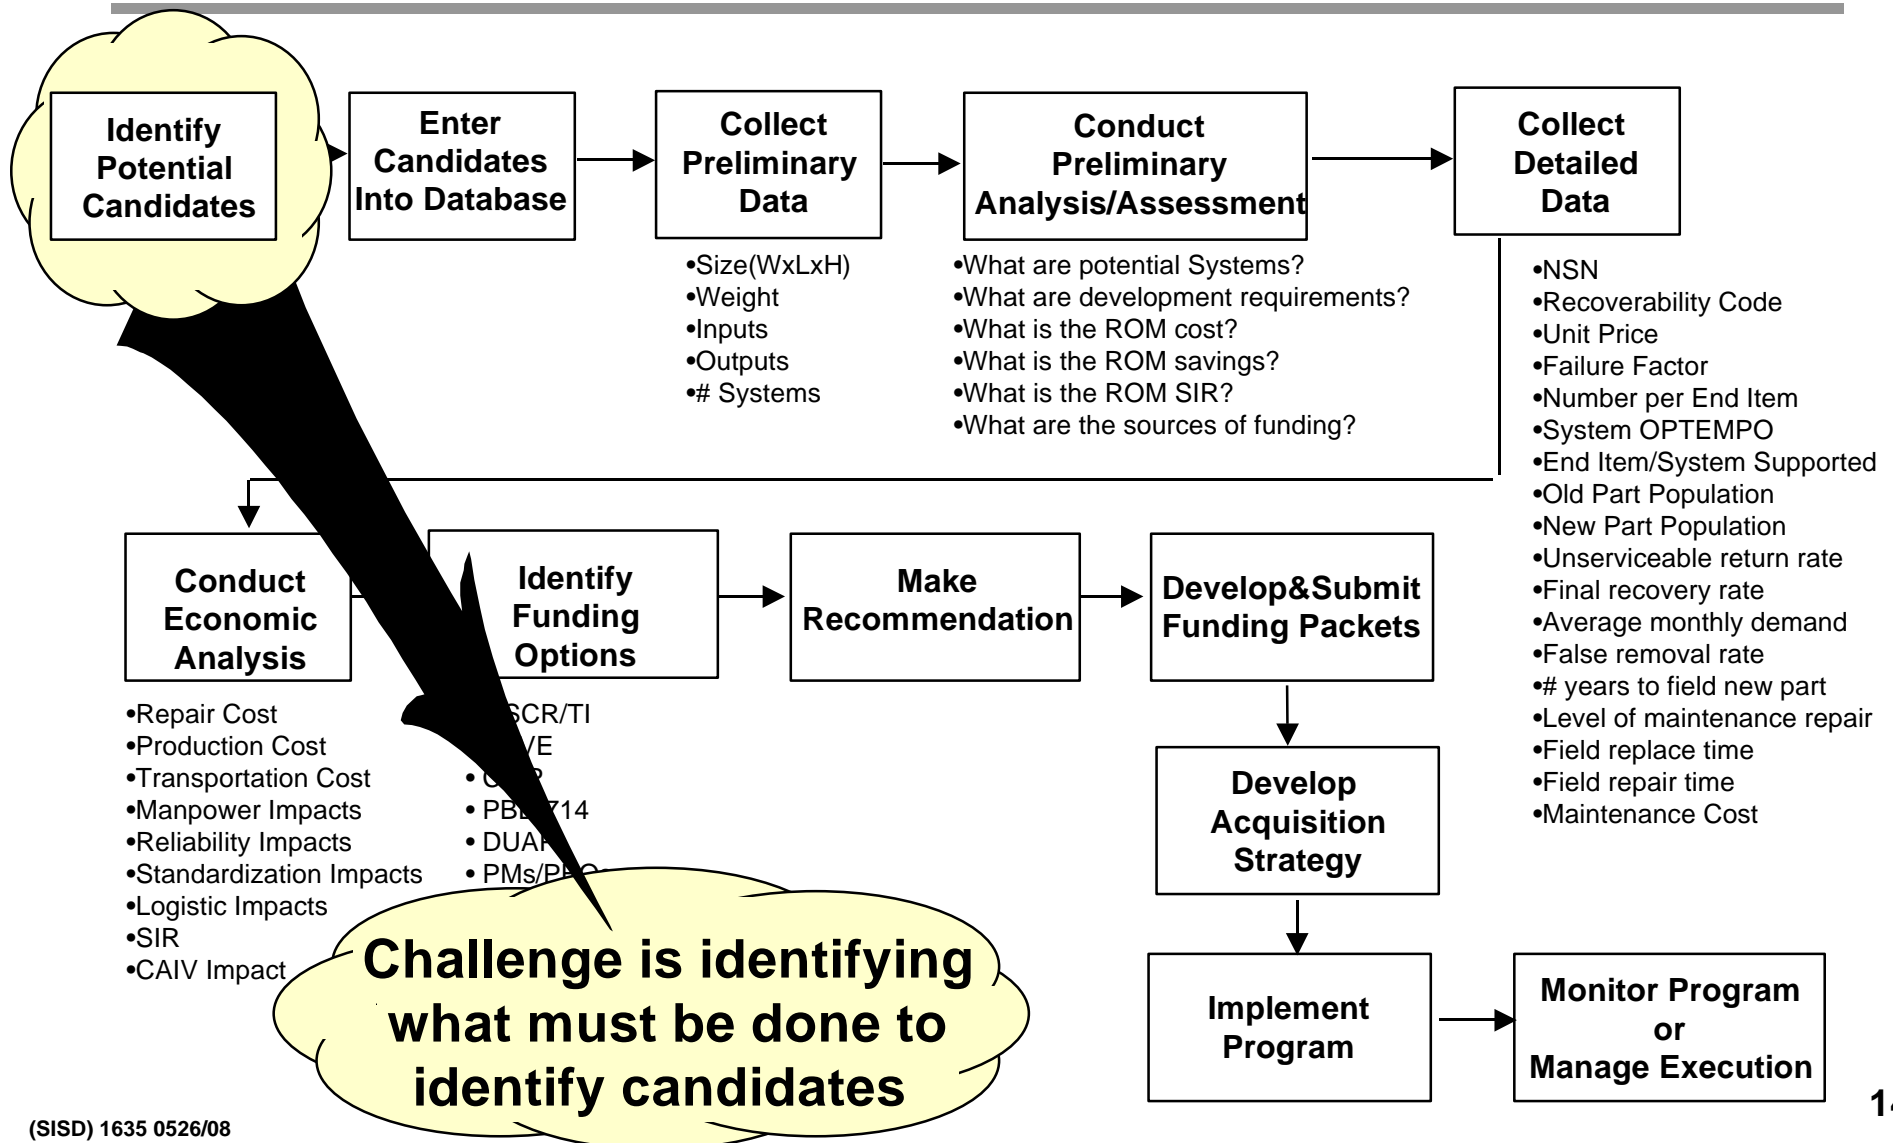 Identify
Potential
Candidates
Enter
Candidates
Into Database
Collect
Preliminary
Data
Conduct
Preliminary
Analysis/Assessment
Collect
Detailed
Data
•Size(WxLxH)
•Weight
•Inputs
•Outputs
•# Systems
•What are potential Systems?
•What are development requirements?
•What is the ROM cost?
•What is the ROM savings?
•What is the ROM SIR?
•What are the sources of funding?
•NSN
•Recoverability Code
•Unit Price
•Failure Factor
•Number per End Item
•System OPTEMPO
•End Item/System Supported
•Old Part Population
•New Part Population
•Unserviceable return rate
•Final recovery rate
•Average monthly demand
•False removal rate
•# years to field new part
•Level of maintenance repair
•Field replace time
•Field repair time
•Maintenance Cost
Conduct
Economic
Analysis
Identify
Funding
Options
Make
Recommendation
Develop&Submit
Funding Packets
•Repair Cost
•Production Cost
•Transportation Cost
•Manpower Impacts
•Reliability Impacts
•Standardization Impacts
•Logistic Impacts
•SIR
•CAIV Impact
SCR/TI
VE
•
• 714
•
• PMs/
Develop
Acquisition
Strategy
Implement
Program
Monitor Program
or
Manage Execution
Challenge is identifying
what must be done to
identify candidates
(SISD) 1635 0526/08